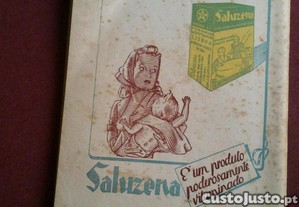 Saluzena
Saluzena
É um produto
poderosamente
vitaminado
CustoJusto.pt